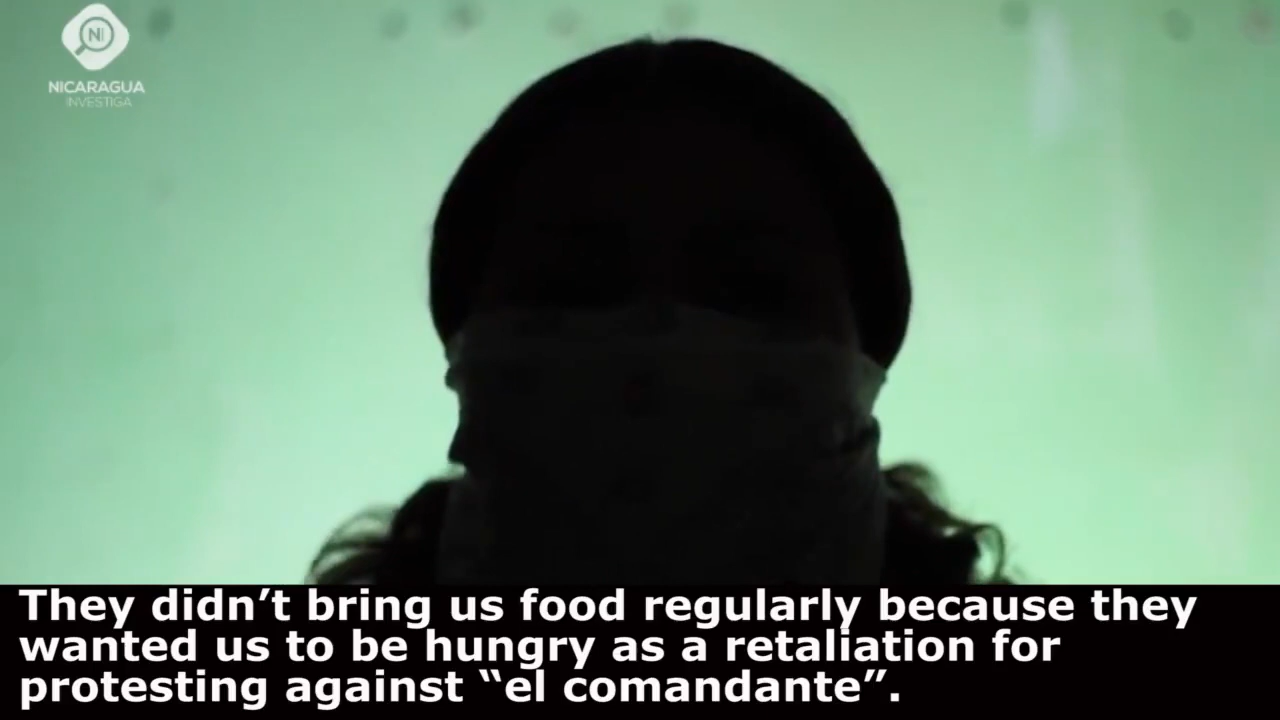 NICARAGUA
INVESTIGA
They didn’t bring us food regularly because they
wanted us to be hungry as a retaliation for
protesting against “el comandante”.